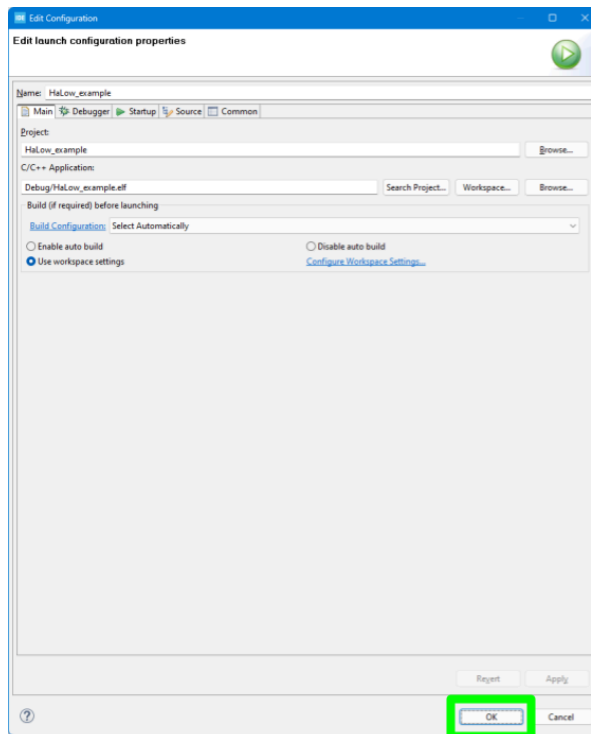 IDE Edit Configuration
Edit launch configuration properties
Name: HaLow_example
Main Debugger Startup Source Common
Project:
HaLow_example Browse...
C/C++ Application:
Debug/HaLow_example.elf Search Project... Workspace... Browse...
Build (if required) before launching
Build Configuration: Select Automatically
Enable auto build Disable auto build
Use workspace settings Configure Workspace Settings...
Revert Apply
? OK Cancel